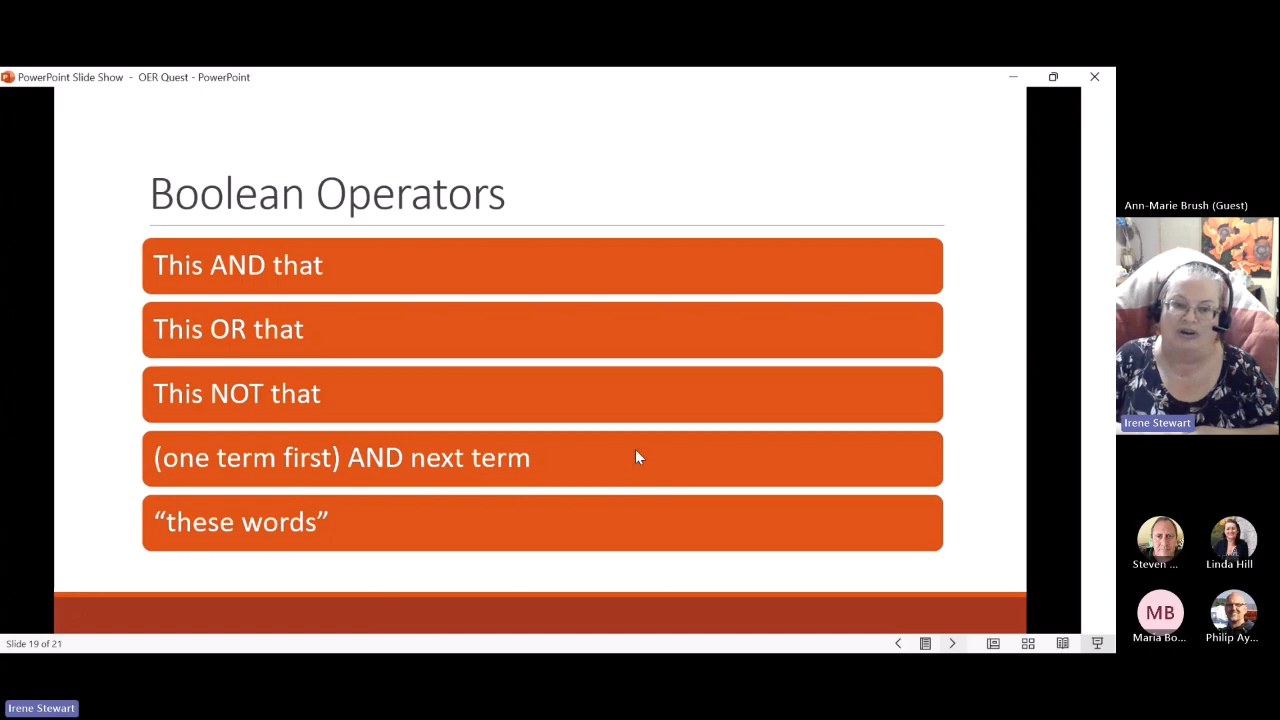 PowerPoint Slide Show - OER Quest - PowerPoint
Boolean Operators
This AND that
This OR that
This NOT that
(one term first) AND next term
“these words”
Slide 19 of 21
Ann-Marie Brush (Guest)
Irene Stewart
Steven ...
Linda Hill
MB
Maria Bo...
Philip Ay...
Irene Stewart